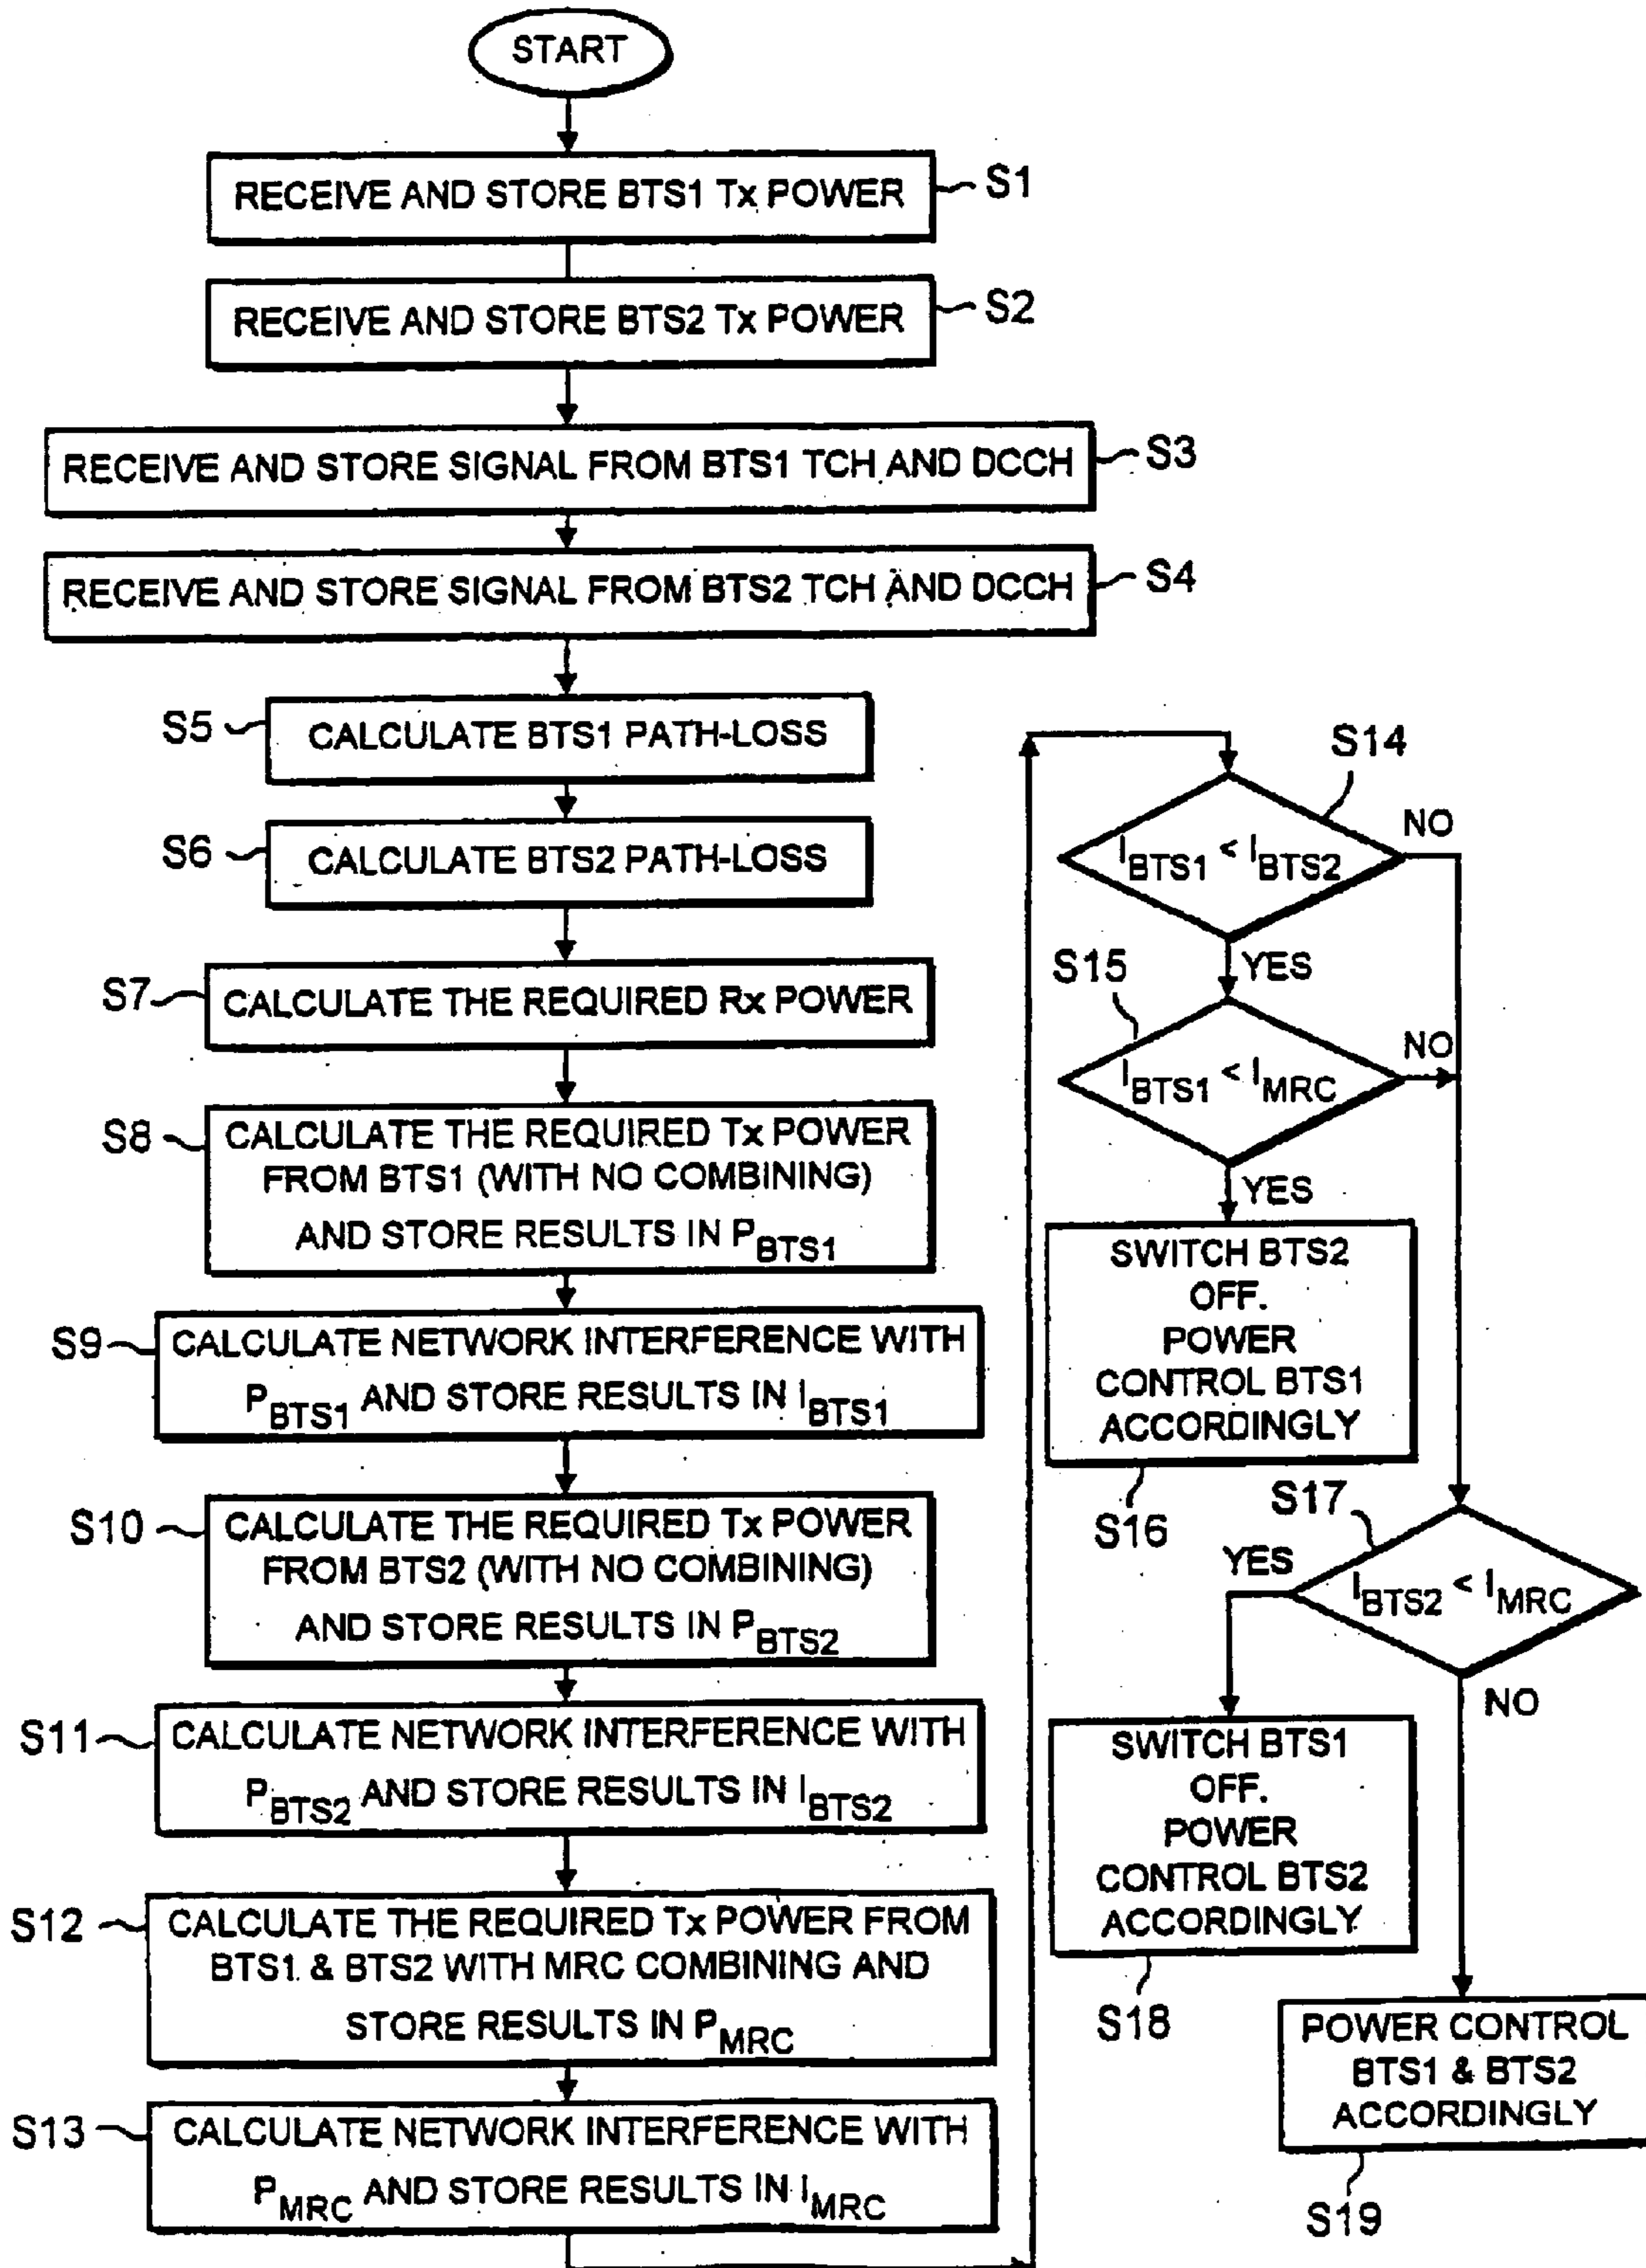 START
RECEIVE AND STORE BTS1 Tx POWER
S1
RECEIVE AND STORE BTS2 Tx POWER
S2
RECEIVE AND STORE SIGNAL FROM BTS1 TCH AND DCCH
S3
RECEIVE AND STORE SIGNAL FROM BTS2 TCH AND DCCH
S4
S5
CALCULATE BTS1 PATH-LOSS
S6
CALCULATE BTS2 PATH-LOSS
S7
CALCULATE THE REQUIRED Rx POWER
S8
CALCULATE THE REQUIRED Tx POWER
FROM BTS1 (WITH NO COMBINING)
AND STORE RESULTS IN PBTS1
S9
CALCULATE NETWORK INTERFERENCE WITH
PBTS1 AND STORE RESULTS IN IBTS1
S10
CALCULATE THE REQUIRED Tx POWER
FROM BTS2 (WITH NO COMBINING)
AND STORE RESULTS IN PBTS2
S11
CALCULATE NETWORK INTERFERENCE WITH
PBTS2 AND STORE RESULTS IN IBTS2
S12
CALCULATE THE REQUIRED Tx POWER FROM
BTS1 & BTS2 WITH MRC COMBINING AND
STORE RESULTS IN PMRC
S13
CALCULATE NETWORK INTERFERENCE WITH
PMRC AND STORE RESULTS IN IMRC
S14
IBTS1 < IBTS2
NO
YES
S15
IBTS1 < IMRC
NO
YES
SWITCH BTS2
OFF.
POWER
CONTROL BTS1
ACCORDINGLY
S16
S17
YES
IBTS2 < IMRC
NO
SWITCH BTS1
OFF.
POWER
CONTROL BTS2
ACCORDINGLY
S18
POWER CONTROL
BTS1 & BTS2
ACCORDINGLY
S19